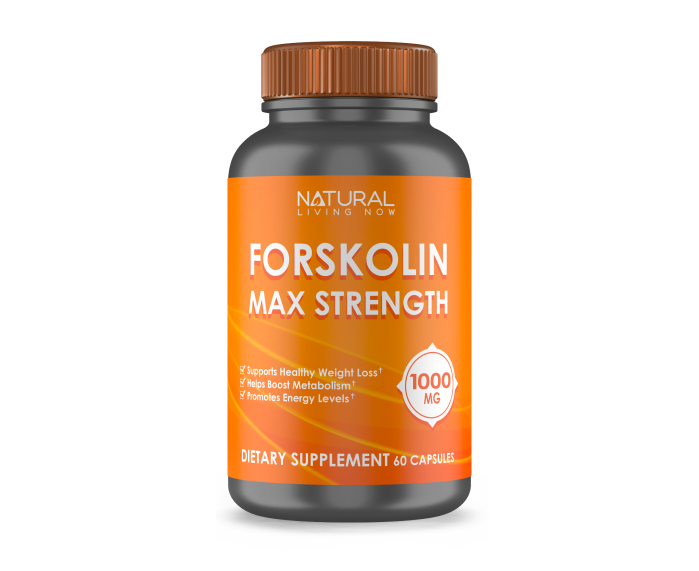 NATURAL
LIVING NOW
FORSKOLIN
MAX STRENGTH
Supports Healthy Weight Loss†
Helps Boost Metabolism†
Promotes Energy Levels†
1000
MG
DIETARY SUPPLEMENT 60 CAPSULES